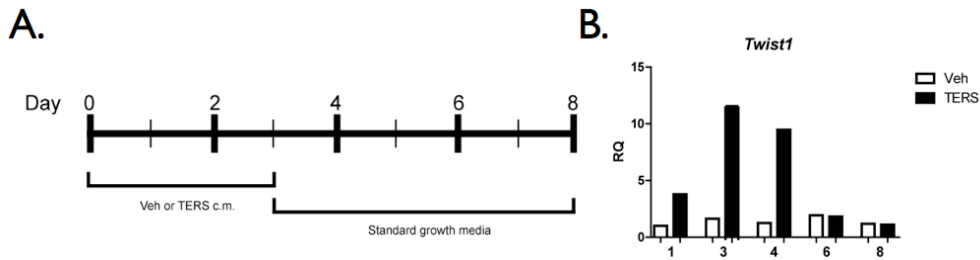 A.
Day 0 2 4 6 8
Veh or TERS c.m.
Standard growth media
B.
Twist1
15
10
5
0
RQ
1 3 4 6 8
Veh
TERS